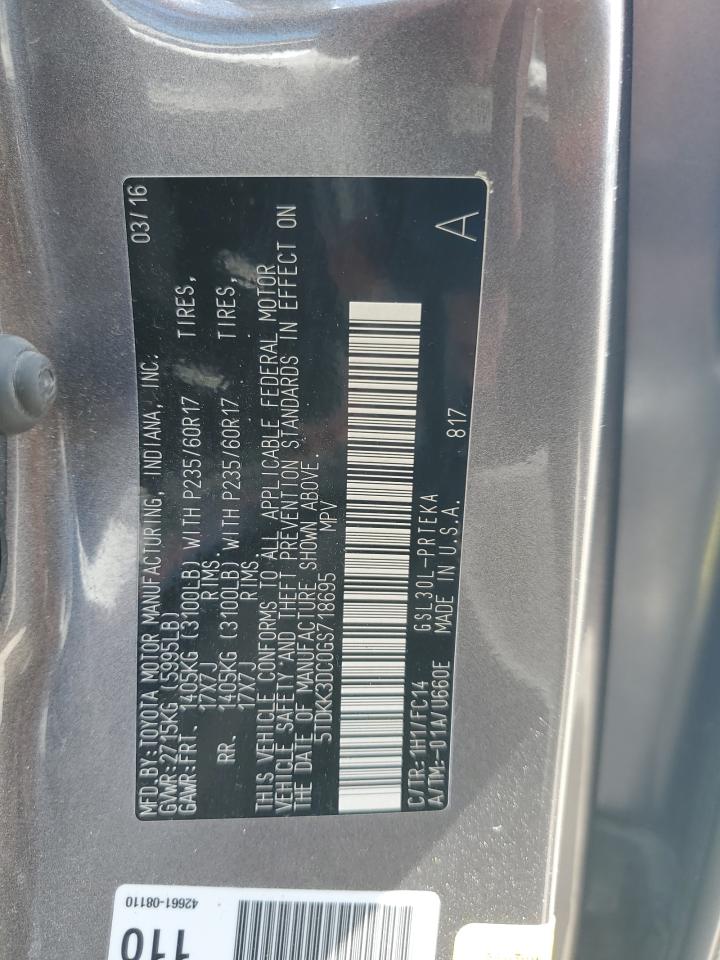 MFD.BY:TOYOTA MOTOR MANUFACTURING, INDIANA, INC. 03/16
GVWR:2715KG (5995LB)
GAWR:FRT. 1405KG (3100LB) WITH P235/60R17 TIRES,
17X7J RIMS.
RR. 1405KG (3100LB) WITH P235/60R17 TIRES,
17X7J RIMS
THIS VEHICLE CONFORMS TO ALL APPLICABLE FEDERAL MOTOR
VEHICLE SAFETY AND THEFT PREVENTION STANDARDS IN EFFECT ON
THE DATE OF MANUFACTURE SHOWN ABOVE.
5TDKK3DC0GS718695 MPV
C/TR:1H1/FC14 GSL30L-PRTEKA A
A/TM:-01A/U660E MADE IN U.S.A. 817
42661-08110
110